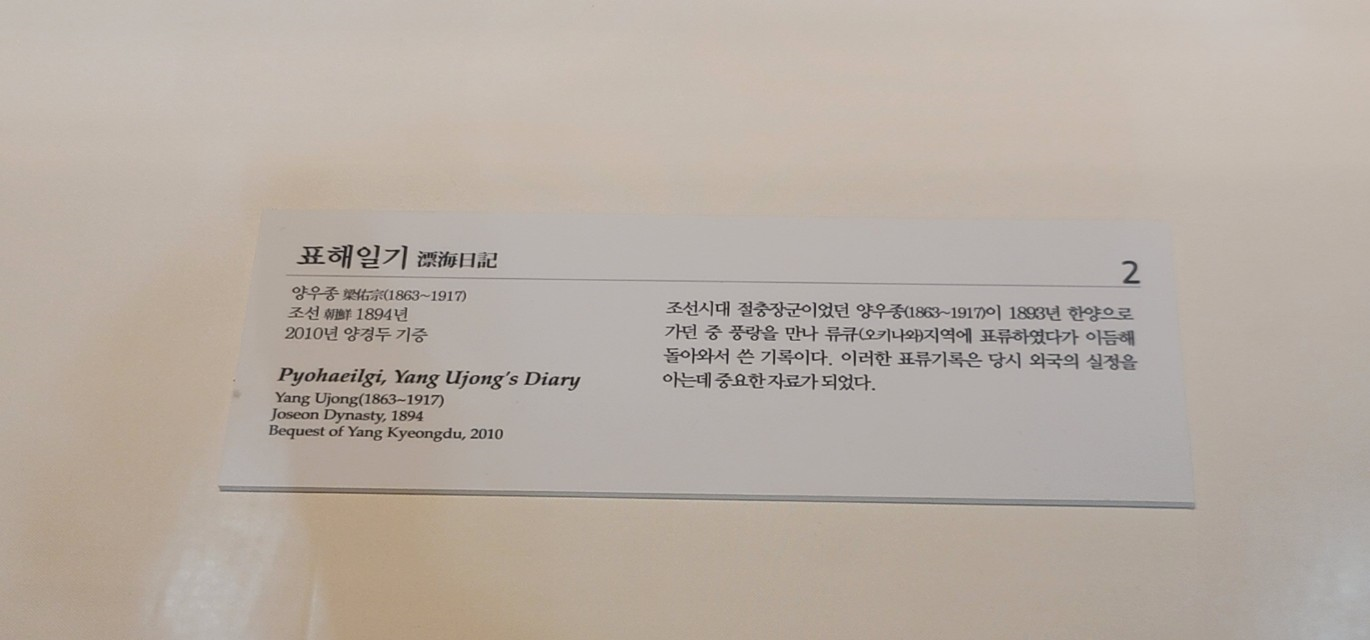 표해일기 漂海日記
2
양우종 梁佑宗(1863~1917)
조선 朝鮮 1894년
2010년 양경두 기증
Pyohaeilgi, Yang Ujong's Diary
Yang Ujong(1863~1917)
Joseon Dynasty, 1894
Bequest of Yang Kyeongdu, 2010
조선시대 절충장군이었던 양우종(1863~1917)이 1893년 한양으로
가던 중 풍랑을 만나 류큐(오키나와)지역에 표류하였다가 이듬해
돌아와서 쓴 기록이다. 이러한 표류기록은 당시 외국의 실정을
아는데 중요한 자료가 되었다.